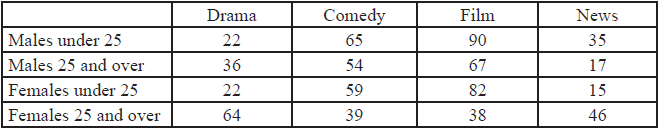 Drama Comedy Film News
Males under 25 22 65 90 35
Males 25 and over 36 54 67 17
Females under 25 22 59 82 15
Females 25 and over 64 39 38 46